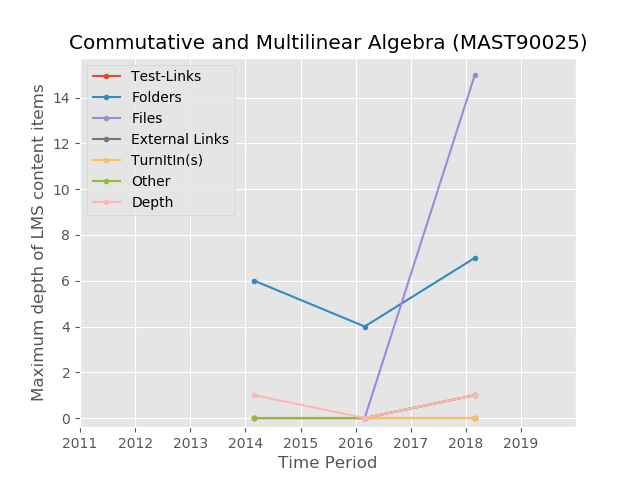 Commutative and Multilinear Algebra (MAST90025)
Test-Links
Folders
Files
External Links
TurnItIn(s)
Other
Depth
Maximum depth of LMS content items
14
12
10
8
6
4
2
0
2011 2012 2013 2014 2015 2016 2017 2018 2019
Time Period